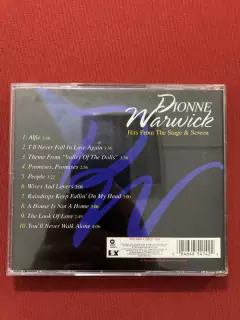 DIONNE
WARWICK
Hits From The Stage & Screen
1. Alfie
2. I'll Never Fall In Love Again
3. Theme From "Valley Of The Dolls"
4. Promises, Promises
5. People
6. Wives And Lovers
7. Raindrops Keep Fallin' On My Head
8. A House Is Not A Home
9. The Look Of Love
10. You'll Never Walk Alone